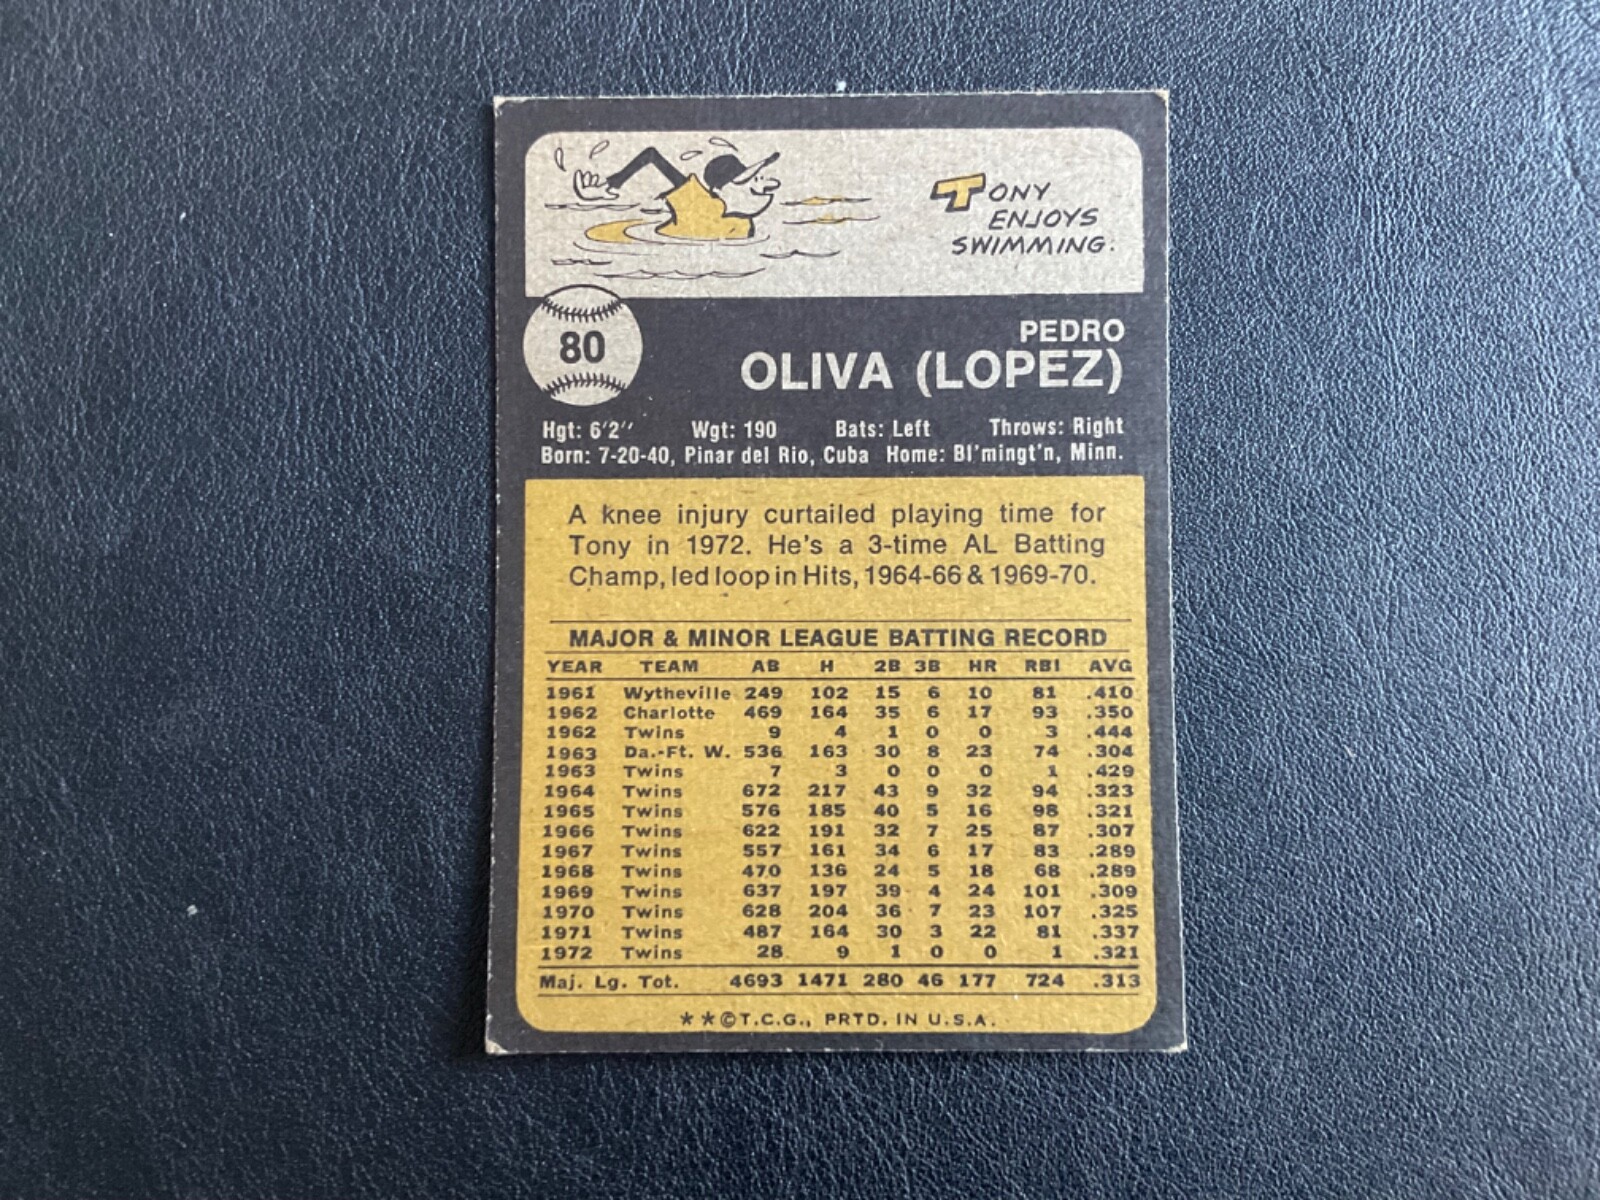 TONY
ENJOYS
SWIMMING.
80
PEDRO
OLIVA (LOPEZ)
Hgt: 6'2" Wgt: 190 Bats: Left Throws: Right
Born: 7-20-40, Pinar del Rio, Cuba Home: Bl'mingt'n, Minn.
A knee injury curtailed playing time for
Tony in 1972. He's a 3-time AL Batting
Champ, led loop in Hits, 1964-66 & 1969-70.
MAJOR & MINOR LEAGUE BATTING RECORD
YEAR TEAM AB H 2B 3B HR RBI AVG
1961 Wytheville 249 102 15 6 10 81 .410
1962 Charlotte 469 164 35 6 17 93 .350
1962 Twins 9 4 1 0 0 3 .444
1963 Da.-Ft. W. 536 163 30 8 23 74 .304
1963 Twins 7 3 0 0 0 1 .429
1964 Twins 672 217 43 9 32 94 .323
1965 Twins 576 185 40 5 16 98 .321
1966 Twins 622 191 32 7 25 87 .307
1967 Twins 557 161 34 6 17 83 .289
1968 Twins 470 136 24 5 18 68 .289
1969 Twins 637 197 39 4 24 101 .309
1970 Twins 628 204 36 7 23 107 .325
1971 Twins 487 164 30 3 22 81 .337
1972 Twins 28 9 1 0 0 1 .321
Maj. Lg. Tot. 4693 1471 280 46 177 724 .313
**©T.C.G., PRTD. IN U.S.A.